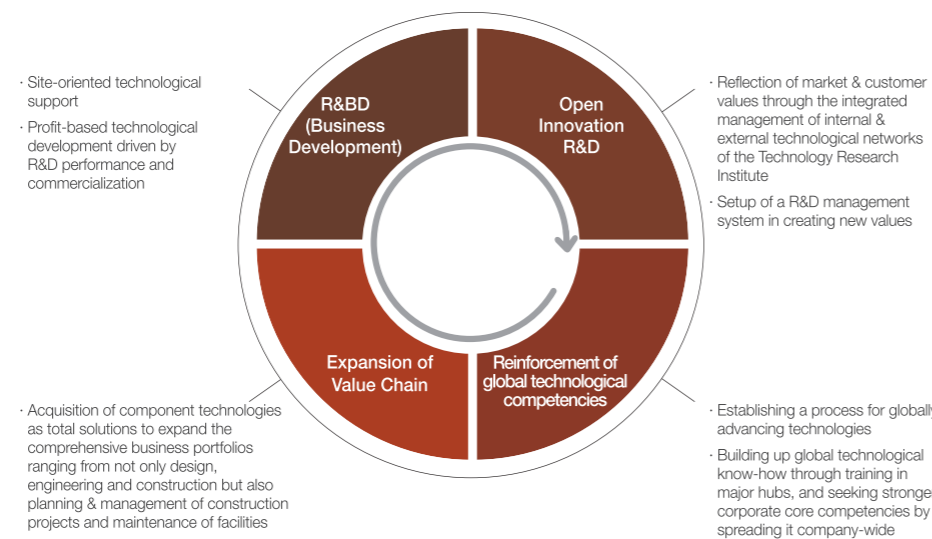 · Site-oriented technological
support
· Profit-based technological
development driven by
R&D performance and
commercialization
R&BD
(Business
Development)
Open
Innovation
R&D
· Reflection of market & customer
values through the integrated
management of internal &
external technological networks
of the Technology Research
Institute
· Setup of a R&D management
system in creating new values
Expansion of
Value Chain
Reinforcement of
global technological
competencies
· Acquisition of component technologies
as total solutions to expand the
comprehensive business portfolios
ranging from not only design,
engineering and construction but also
planning & management of construction
projects and maintenance of facilities
· Establishing a process for globally
advancing technologies
· Building up global technological
know-how through training in
major hubs, and seeking stronge
corporate core competencies by
spreading it company-wide